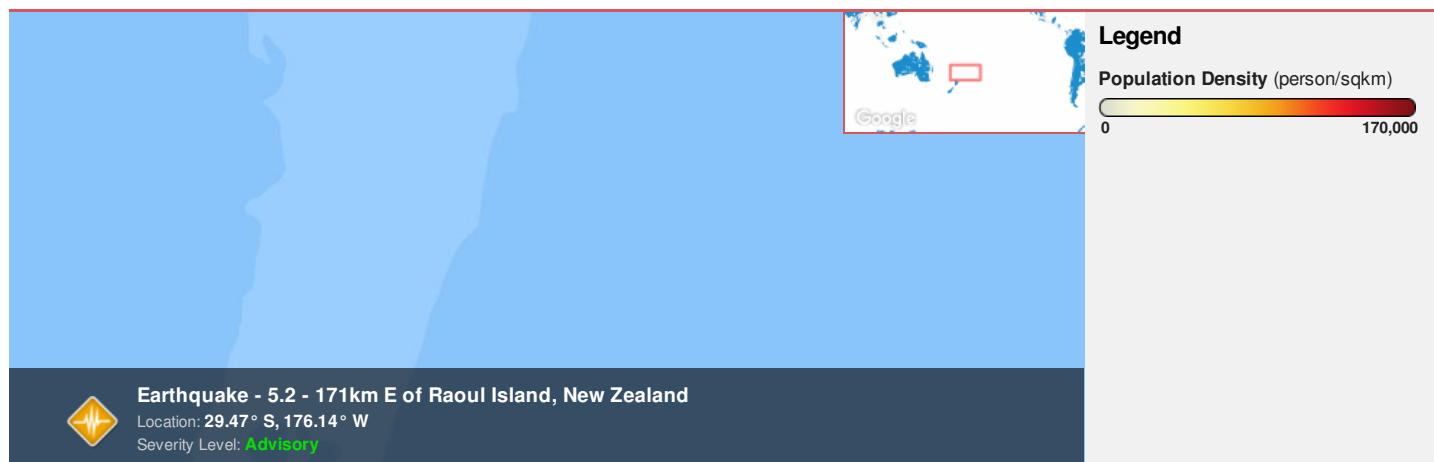 Google
Legend
Population Density (person/sqkm)
0 170,000
Earthquake - 5.2 - 171km E of Raoul Island, New Zealand
Location: 29.47° S, 176.14° W
Severity Level: Advisory